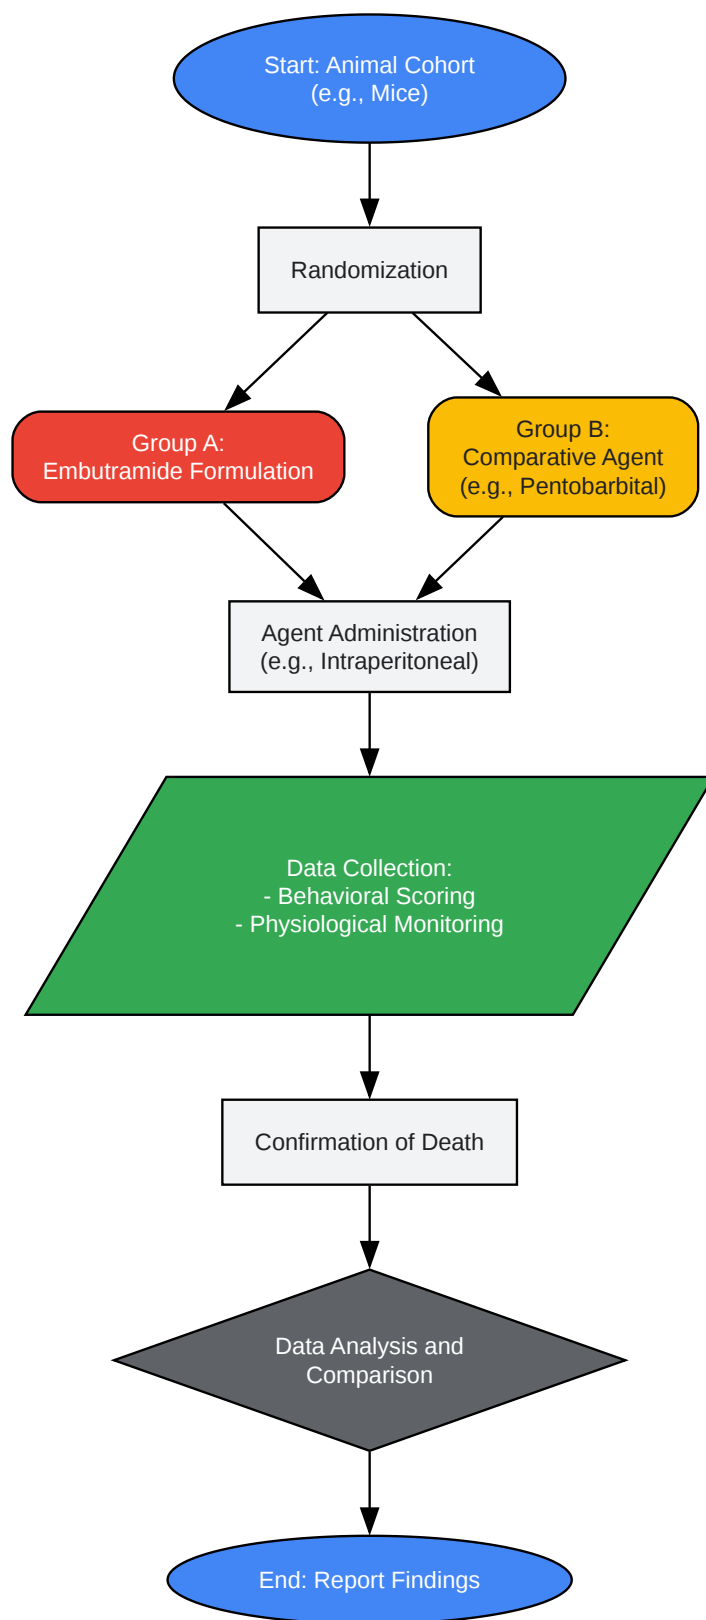 Start: Animal Cohort
(e.g., Mice)
Randomization
Group A:
Embutramide Formulation
Group B:
Comparative Agent
(e.g., Pentobarbital)
Agent Administration
(e.g., Intraperitoneal)
Data Collection:
- Behavioral Scoring
- Physiological Monitoring
Confirmation of Death
Data Analysis and
Comparison
End: Report Findings